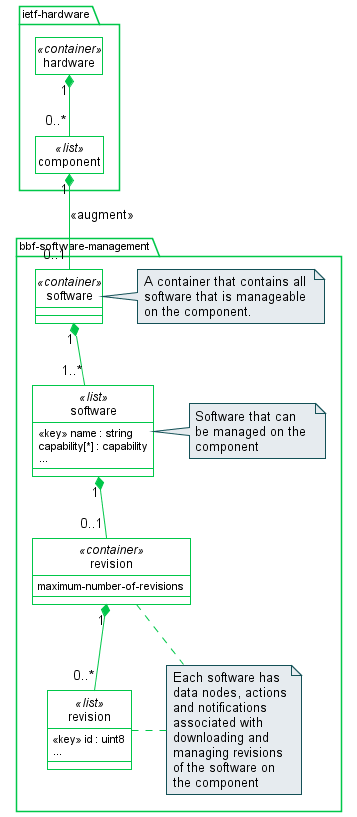 ietf-hardware
«container»
hardware
1
0..*
«list»
component
1
«augment»
0..1
bbf-software-management
«container»
software
A container that contains all
software that is manageable
on the component.
1
1..*
«list»
software
«key» name : string
capability[*] : capability
...
Software that can
be managed on the
component
1
0..1
«container»
revision
maximum-number-of-revisions
1
0..*
«list»
revision
«key» id : uint8
...
Each software has
data nodes, actions
and notifications
associated with
downloading and
managing revisions
of the software on
the component